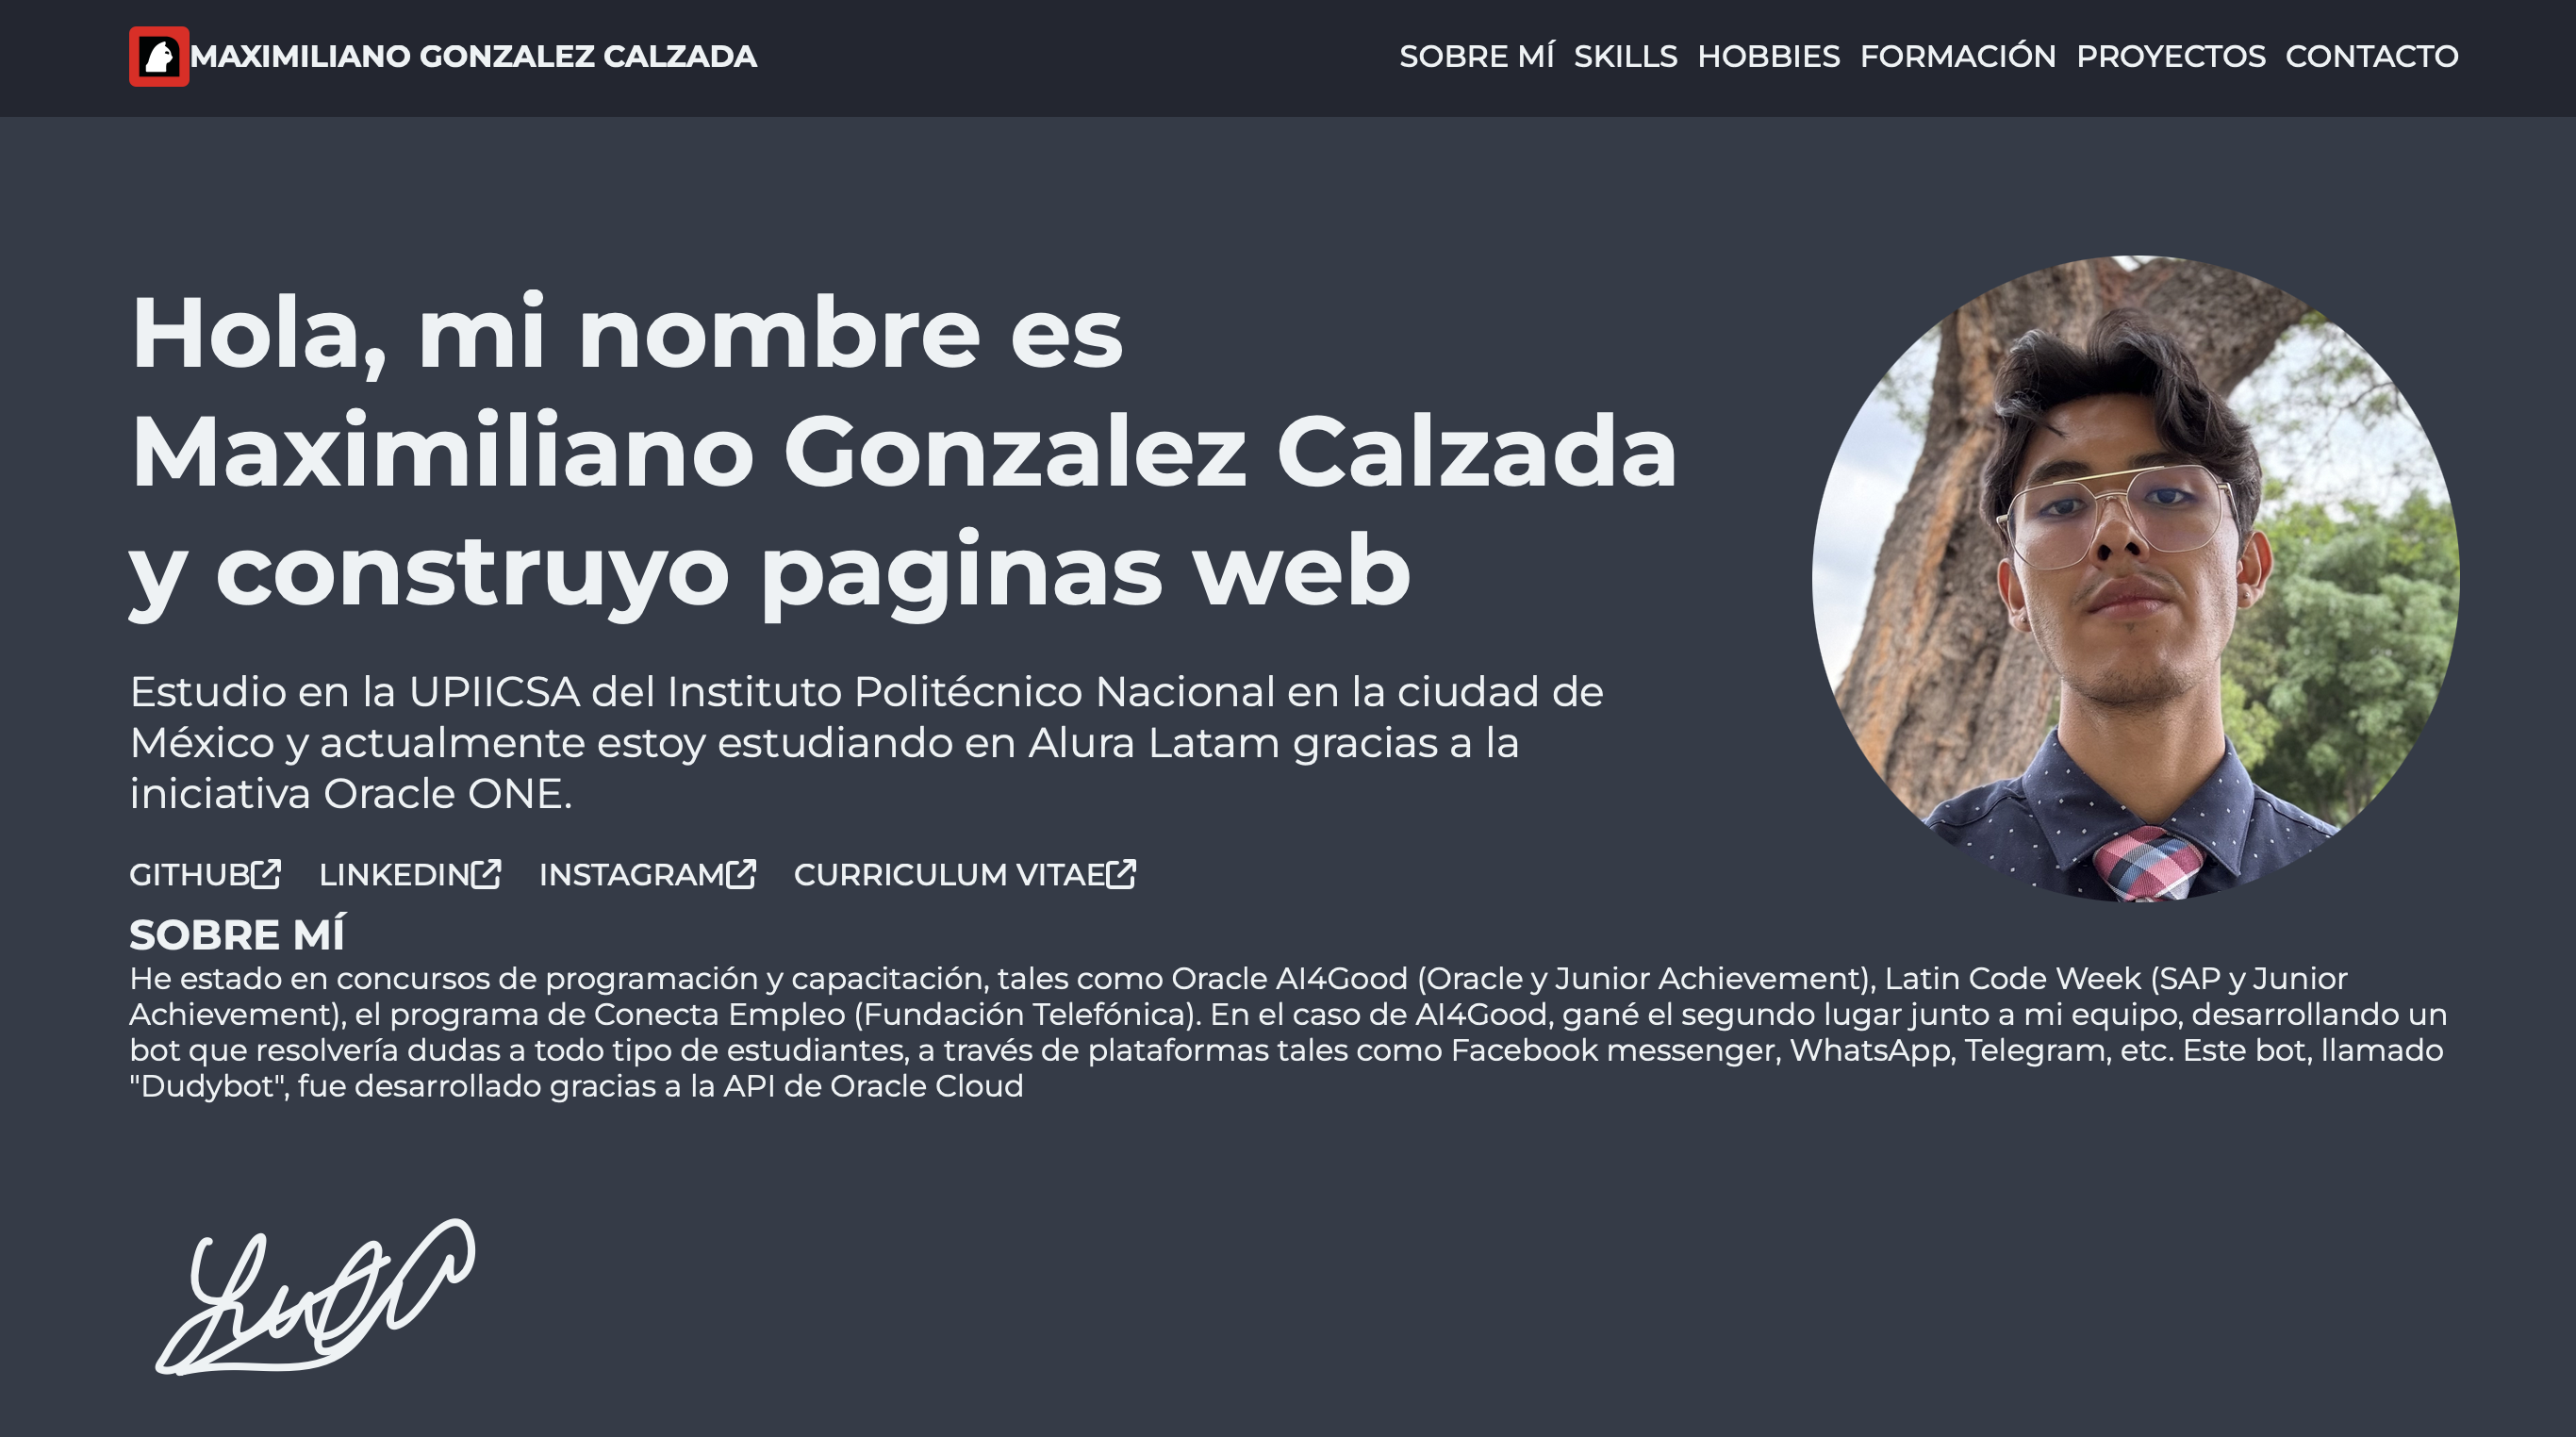 MAXIMILIANO GONZALEZ CALZADA
SOBRE MÍ SKILLS HOBBIES FORMACIÓN PROYECTOS CONTACTO
Hola, mi nombre es
Maximiliano Gonzalez Calzada
y construyo paginas web
Estudio en la UPIICSA del Instituto Politécnico Nacional en la ciudad de
México y actualmente estoy estudiando en Alura Latam gracias a la
iniciativa Oracle ONE.
GITHUB LINKEDIN INSTAGRAM CURRICULUM VITAE
SOBRE MÍ
He estado en concursos de programación y capacitación, tales como Oracle AI4Good (Oracle y Junior Achievement), Latin Code Week (SAP y Junior
Achievement), el programa de Conecta Empleo (Fundación Telefónica). En el caso de AI4Good, gané el segundo lugar junto a mi equipo, desarrollando un
bot que resolvería dudas a todo tipo de estudiantes, a través de plataformas tales como Facebook messenger, WhatsApp, Telegram, etc. Este bot, llamado
"Dudybot", fue desarrollado gracias a la API de Oracle Cloud